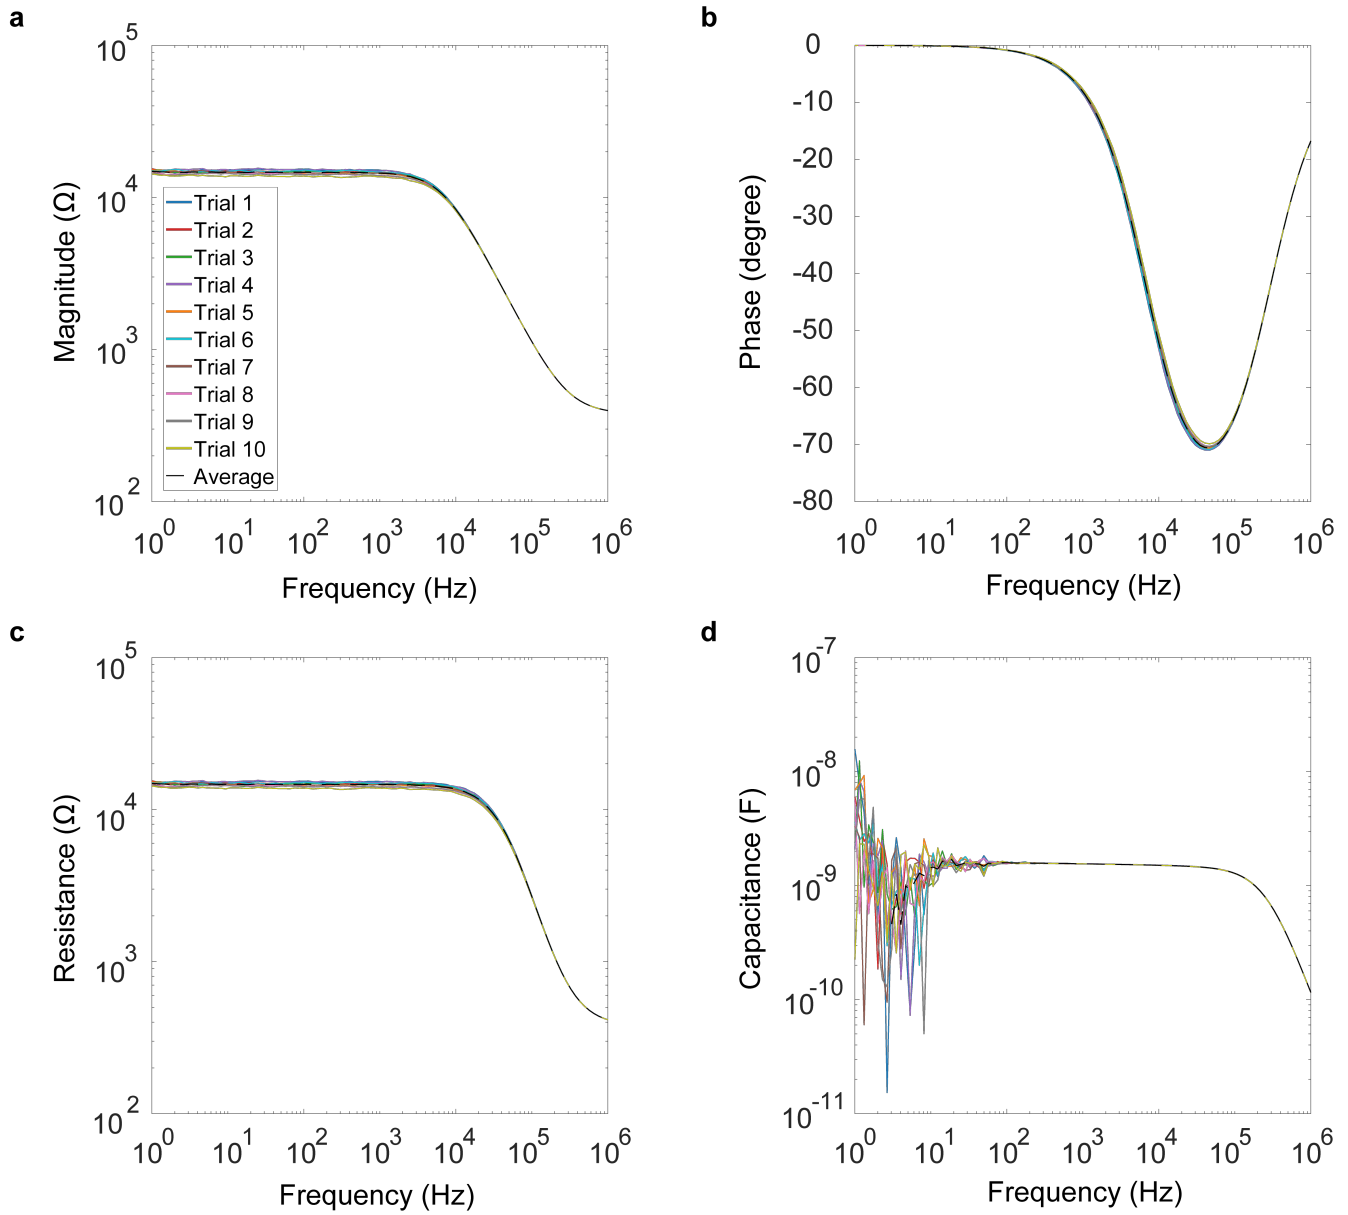 a
10^5
10^4
10^3
10^2
Magnitude (Ω)
Trial 1
Trial 2
Trial 3
Trial 4
Trial 5
Trial 6
Trial 7
Trial 8
Trial 9
Trial 10
Average
10^0 10^1 10^2 10^3 10^4 10^5 10^6
Frequency (Hz)
b
0
-10
-20
-30
-40
-50
-60
-70
-80
Phase (degree)
10^0 10^1 10^2 10^3 10^4 10^5 10^6
Frequency (Hz)
c
10^5
10^4
10^3
10^2
Resistance (Ω)
10^0 10^1 10^2 10^3 10^4 10^5 10^6
Frequency (Hz)
d
10^-7
10^-8
10^-9
10^-10
10^-11
Capacitance (F)
10^0 10^1 10^2 10^3 10^4 10^5 10^6
Frequency (Hz)